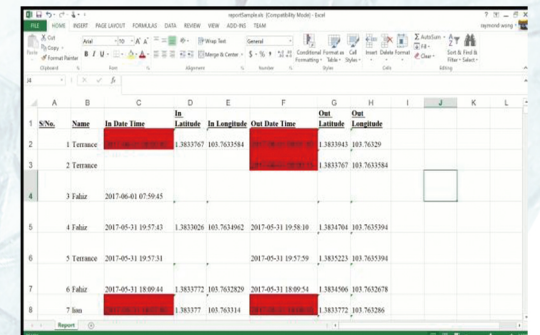 reportSample.xls [Compatibility Mode] - Excel
FILE HOME INSERT PAGE LAYOUT FORMULAS DATA REVIEW VIEW ADD-INS TEAM raymond wong
Cut Arial Wrap Text General AutoSum
Copy Fill
Paste Format Painter Merge & Center Conditional Formatting Format as Table Cell Styles Insert Delete Format Clear Sort & Filter Find & Select
Clipboard Font Alignment Number Styles Cells Editing
J4
A B C D E F G H I J K L
1 S/No. Name In Date Time In Latitude In Longitude Out Date Time Out Latitude Out Longitude
2 1 Terrance 1.3833767 103.7633584 1.3833943 103.76329
3 2 Terrance 1.3833767 103.7633584
4 3 Fahir 2017-06-01 07:59:45
5 4 Fahir 2017-05-31 19:57:43 1.3833026 103.7634962 2017-05-31 19:58:10 1.3834704 103.7635394
6 5 Terrance 2017-05-31 19:57:31 2017-05-31 19:57:59 1.3835223 103.7635394
7 6 Fahir 2017-05-31 18:09:44 1.3833772 103.7632829 2017-05-31 18:09:54 1.3834506 103.7632678
8 7 1.383377 103.763314 1.3833772 103.763286
Report